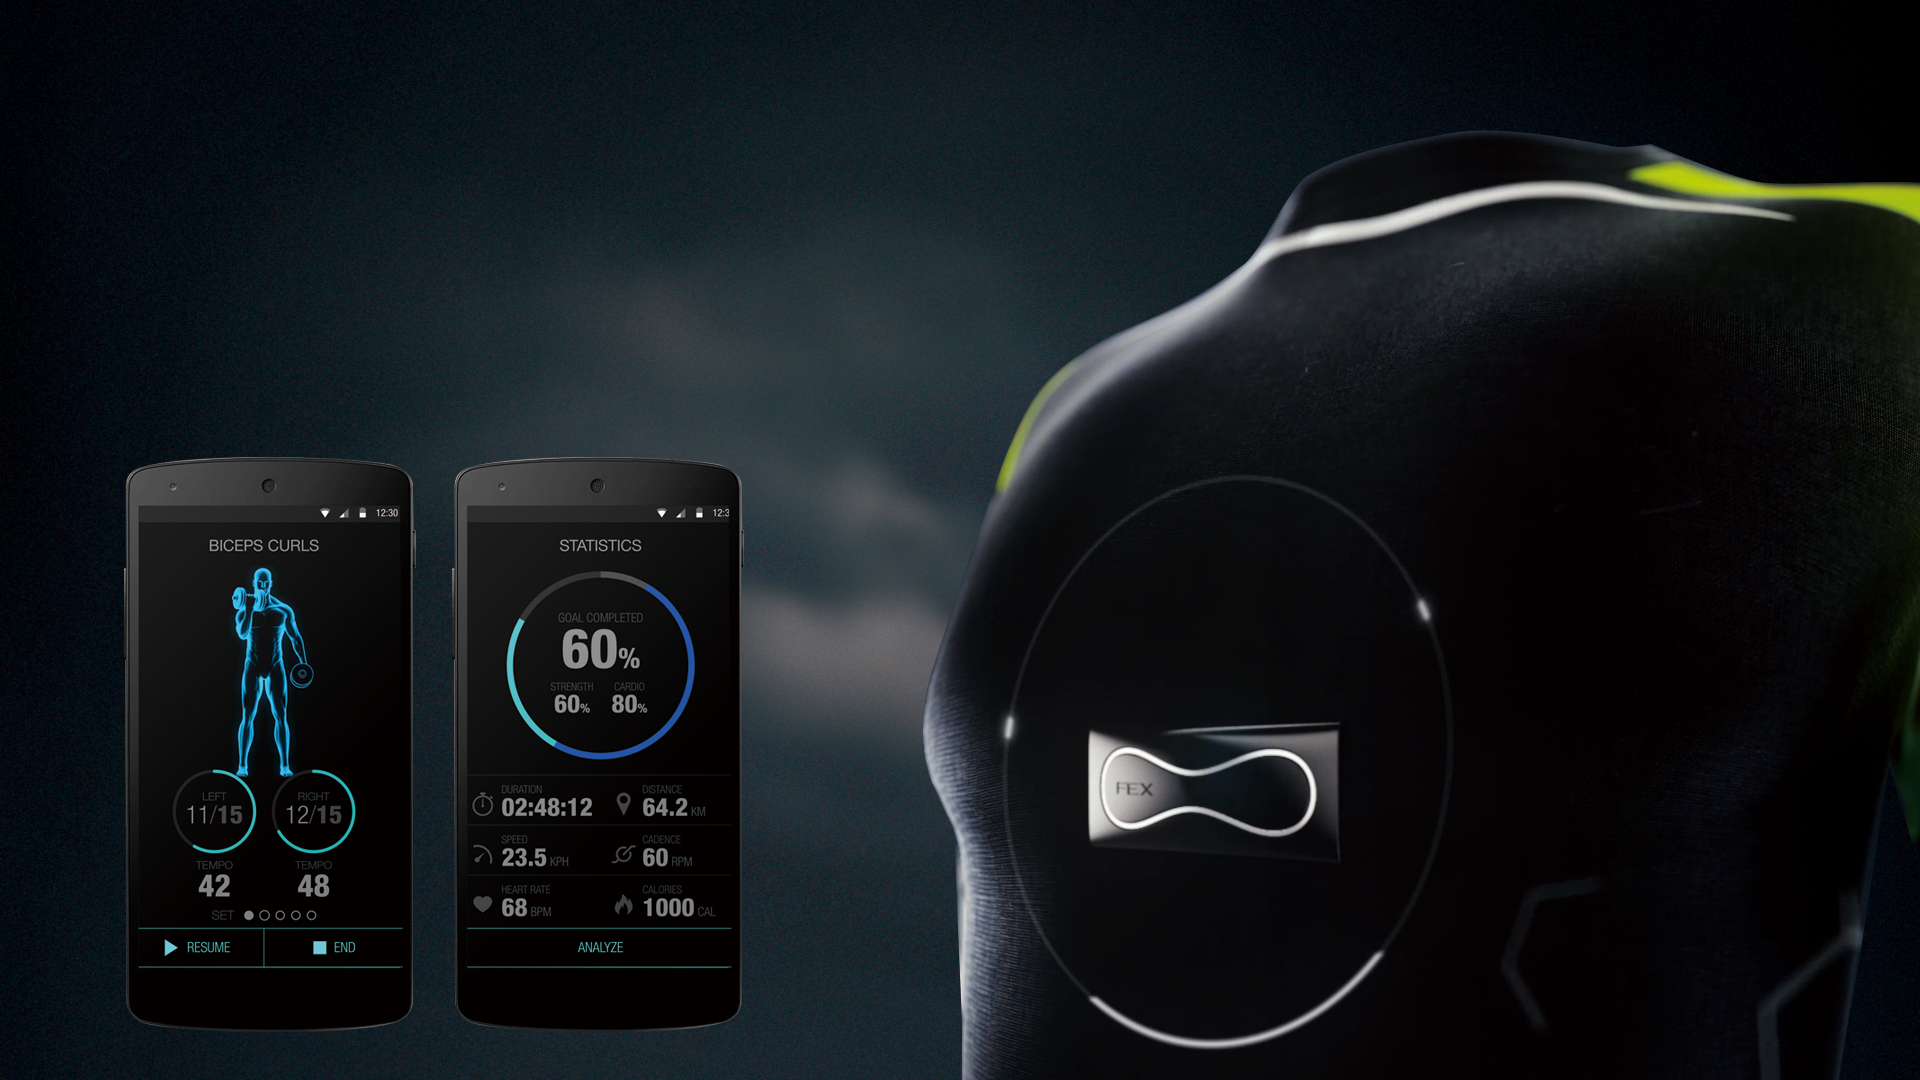 12:30
BICEPS CURLS
LEFT
11/15
RIGHT
12/15
TEMPO
42
TEMPO
48
SET
RESUME
END
12:3
STATISTICS
GOAL COMPLETED
60%
STRENGTH
60%
CARDIO
80%
DURATION
02:48:12
DISTANCE
64.2 KM
SPEED
23.5 KPH
CADENCE
60 RPM
HEART RATE
68 BPM
CALORIES
1000 CAL
ANALYZE
FEX